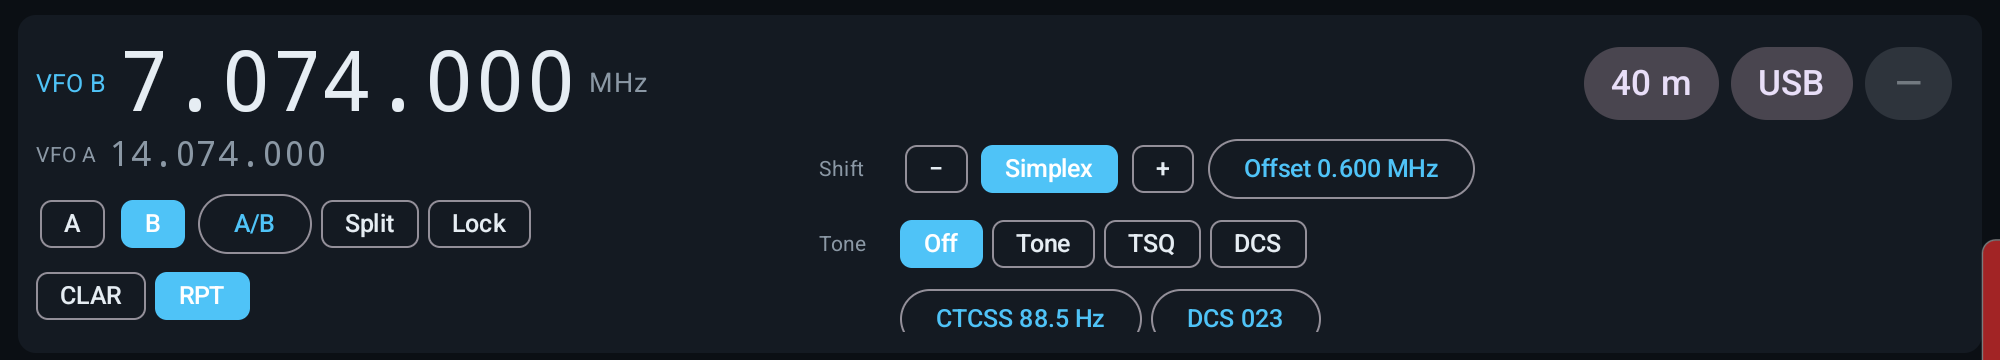 VFO B 7.074.000 MHz 40 m USB —
VFO A 14.074.000
Shift − Simplex + Offset 0.600 MHz
A B A/B Split Lock
Tone Off Tone TSQ DCS
CLAR RPT
CTCSS 88.5 Hz DCS 023